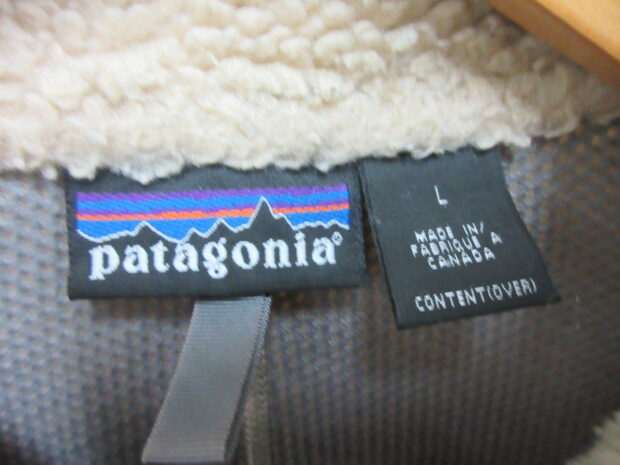 patagonia®
L
MADE IN/
FABRIQUE A
CANADA
CONTENT(OVER)